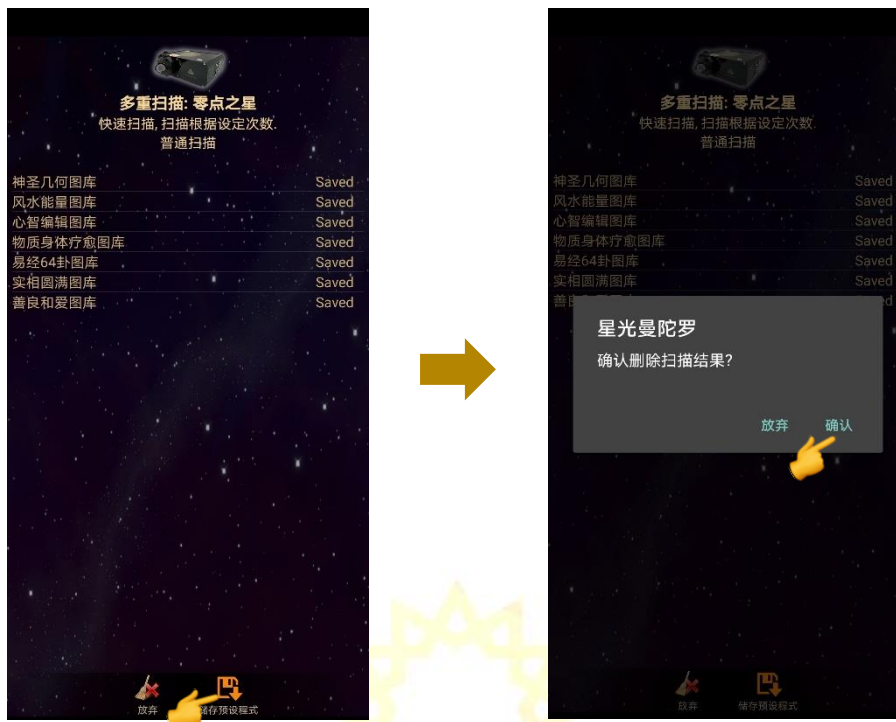 多重扫描: 零点之星
快速扫描, 扫描根据设定次数.
普通扫描
神圣几何图库 Saved
风水能量图库 Saved
心智编辑图库 Saved
物质身体疗愈图库 Saved
易经64卦图库 Saved
实相圆满图库 Saved
善良和爱图库 Saved
放弃 储存预设程式
多重扫描: 零点之星
快速扫描, 扫描根据设定次数.
普通扫描
神圣几何图库 Saved
风水能量图库 Saved
心智编辑图库 Saved
物质身体疗愈图库 Saved
易经64卦图库 Saved
实相圆满图库 Saved
星光曼陀罗
确认删除扫描结果?
放弃 确认
放弃 储存预设程式